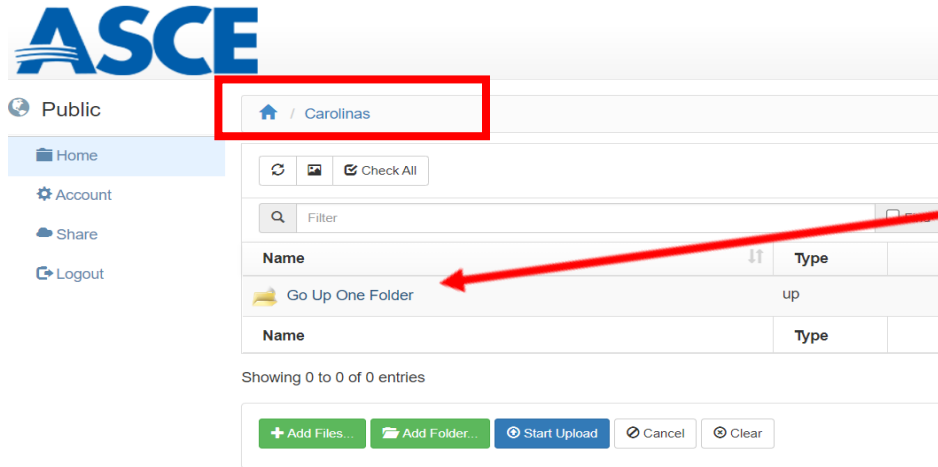 ASCE
Public
/ Carolinas
Home
Account
Share
Logout
Check All
Filter
Name Type
Go Up One Folder up
Name Type
Showing 0 to 0 of 0 entries
Add Files... Add Folder... Start Upload Cancel Clear